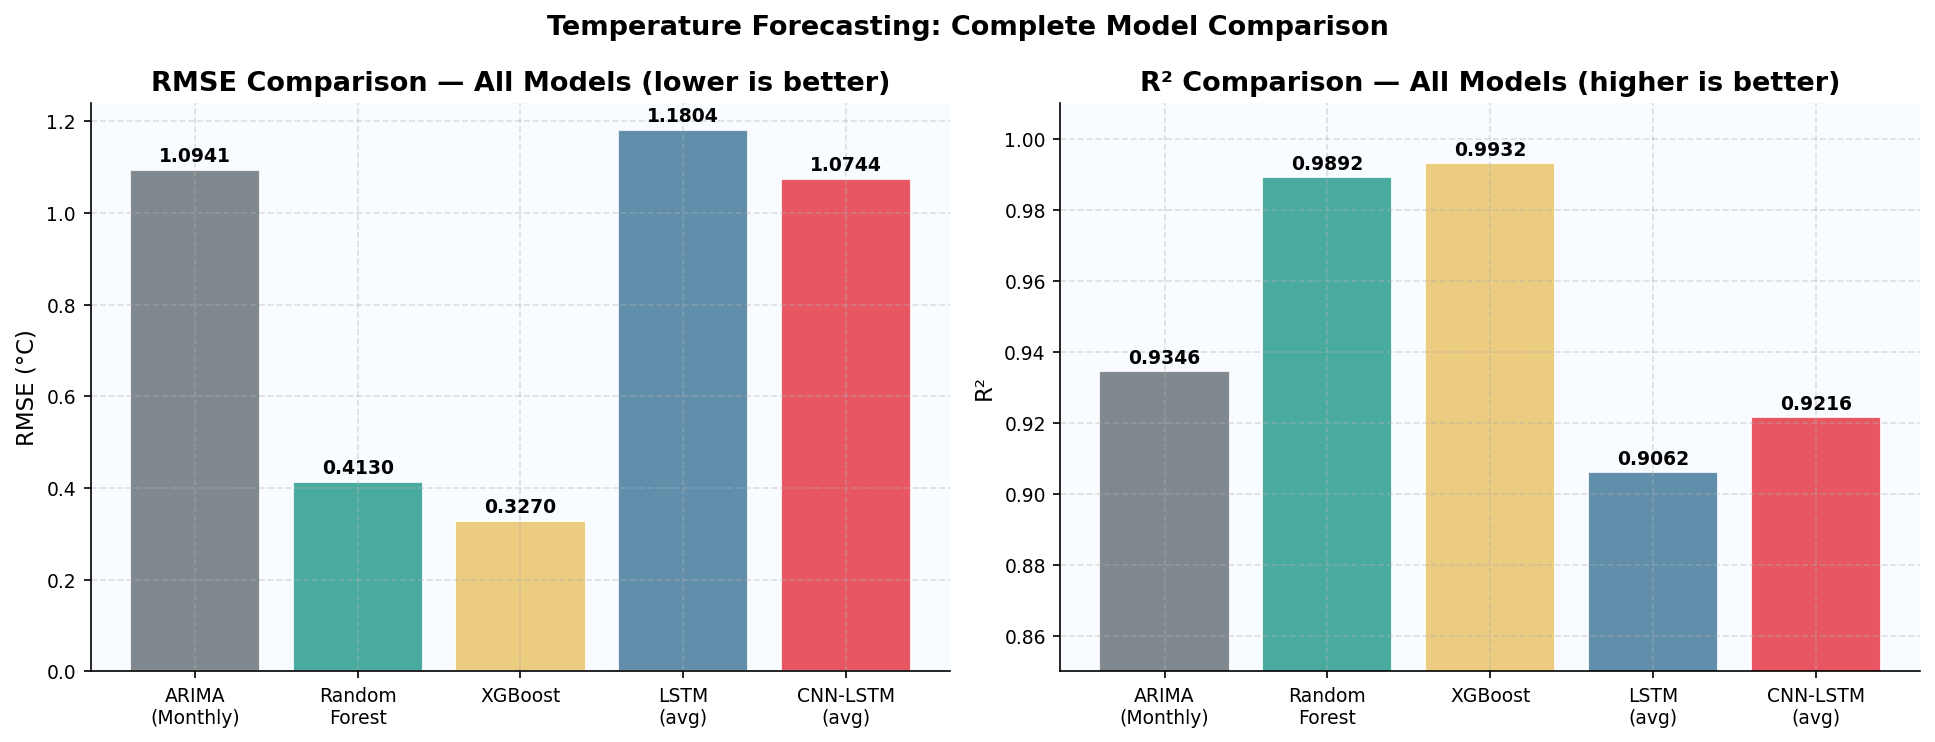 Temperature Forecasting: Complete Model Comparison
RMSE Comparison — All Models (lower is better)
RMSE (°C)
1.2
1.0
0.8
0.6
0.4
0.2
0.0
1.0941
0.4130
0.3270
1.1804
1.0744
ARIMA
(Monthly)
Random
Forest
XGBoost
LSTM
(avg)
CNN-LSTM
(avg)
R² Comparison — All Models (higher is better)
R²
1.00
0.98
0.96
0.94
0.92
0.90
0.88
0.86
0.9346
0.9892
0.9932
0.9062
0.9216
ARIMA
(Monthly)
Random
Forest
XGBoost
LSTM
(avg)
CNN-LSTM
(avg)